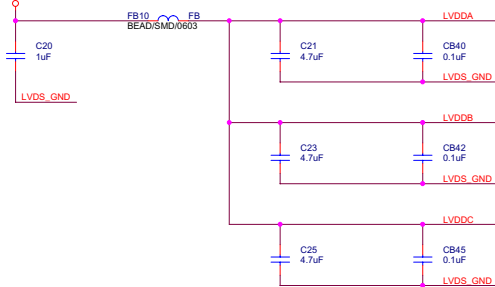 FB10 FB
BEAD/SMD/0603
LVDDA
C20
1uF
C21
4.7uF
CB40
0.1uF
LVDS_GND
LVDS_GND
LVDDB
C23
4.7uF
CB42
0.1uF
LVDS_GND
LVDDC
C25
4.7uF
CB45
0.1uF
LVDS_GND